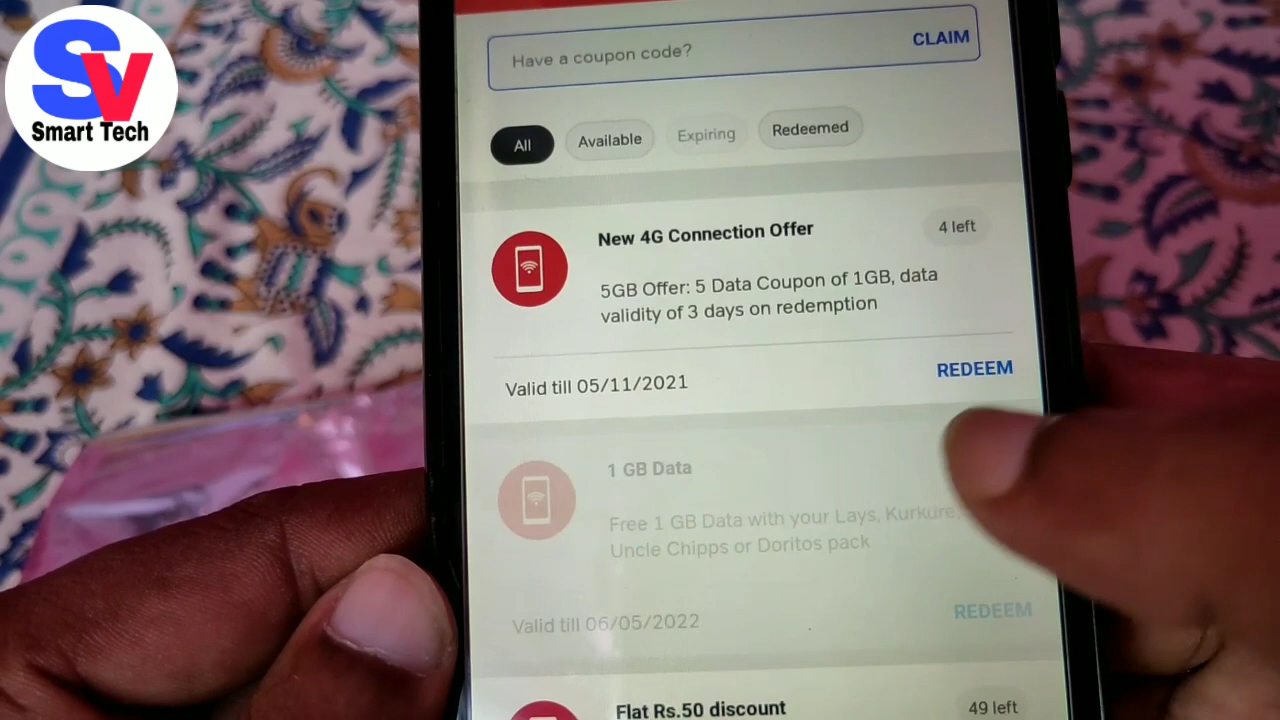 SV
Smart Tech
Have a coupon code?
CLAIM
All
Available
Expiring
Redeemed
New 4G Connection Offer
4 left
5GB Offer: 5 Data Coupon of 1GB, data
validity of 3 days on redemption
Valid till 05/11/2021
REDEEM
1 GB Data
Free 1 GB Data with your Lays, Kurkure,
Uncle Chipps or Doritos pack
Valid till 06/05/2022
REDEEM
Flat Rs.50 discount
49 left